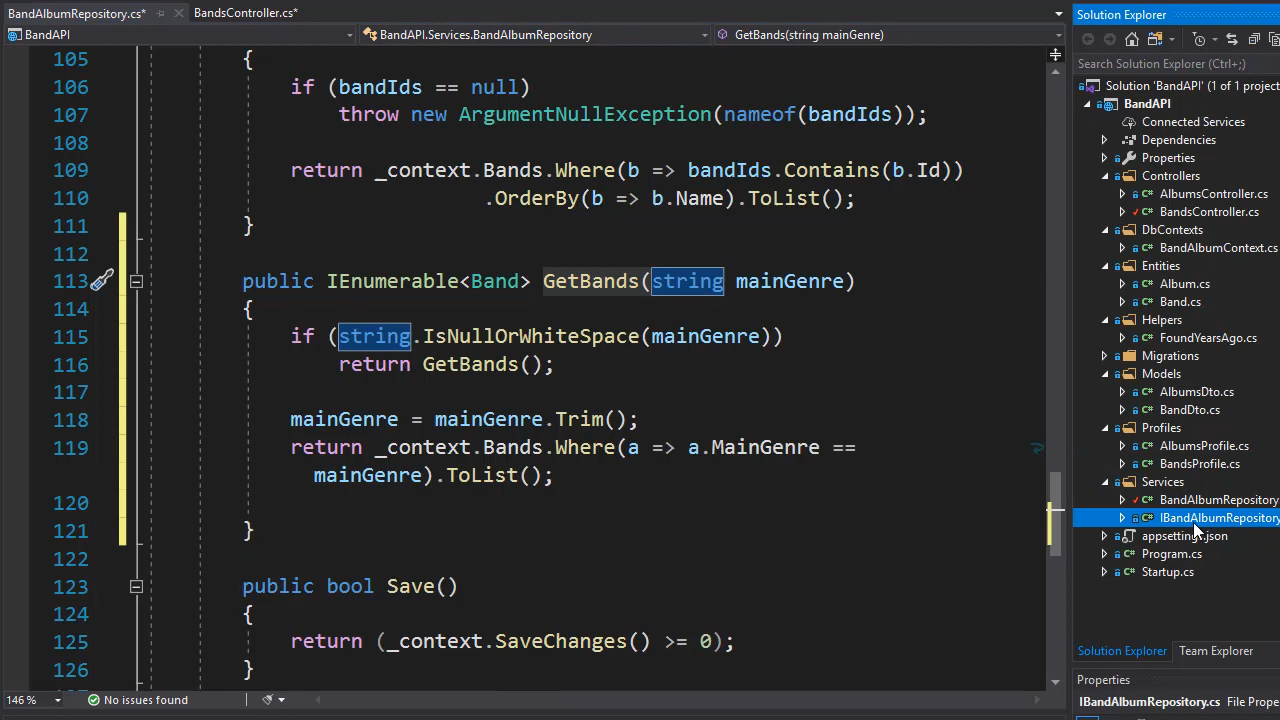 BandAlbumRepository.cs*
BandsController.cs*
BandAPI
BandAPI.Services.BandAlbumRepository
GetBands(string mainGenre)
105 {
106 if (bandIds == null)
107 throw new ArgumentNullException(nameof(bandIds));
108
109 return _context.Bands.Where(b => bandIds.Contains(b.Id))
110 .OrderBy(b => b.Name).ToList();
111 }
112
113 public IEnumerable<Band> GetBands(string mainGenre)
114 {
115 if (string.IsNullOrWhiteSpace(mainGenre))
116 return GetBands();
117
118 mainGenre = mainGenre.Trim();
119 return _context.Bands.Where(a => a.MainGenre ==
mainGenre).ToList();
120
121 }
122
123 public bool Save()
124 {
125 return (_context.SaveChanges() >= 0);
126 }
146 %
No issues found
Solution Explorer
Search Solution Explorer (Ctrl+;)
Solution 'BandAPI' (1 of 1 project
BandAPI
Connected Services
Dependencies
Properties
Controllers
AlbumsController.cs
BandsController.cs
DbContexts
BandAlbumContext.cs
Entities
Album.cs
Band.cs
Helpers
FoundYearsAgo.cs
Migrations
Models
AlbumsDto.cs
BandDto.cs
Profiles
AlbumsProfile.cs
BandsProfile.cs
Services
BandAlbumRepository
IBandAlbumRepository
appsettings.json
Program.cs
Startup.cs
Solution Explorer
Team Explorer
Properties
IBandAlbumRepository.cs File Prope